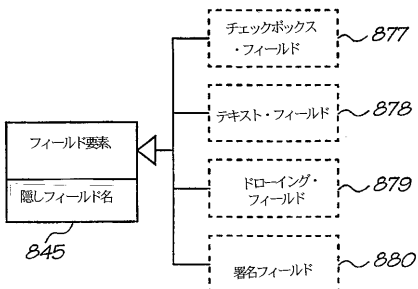 チェックボックス
・フィールド
877
テキスト・フィールド
878
フィールド要素
隠しフィールド名
845
ドローイング・
フィールド
879
署名フィールド
880